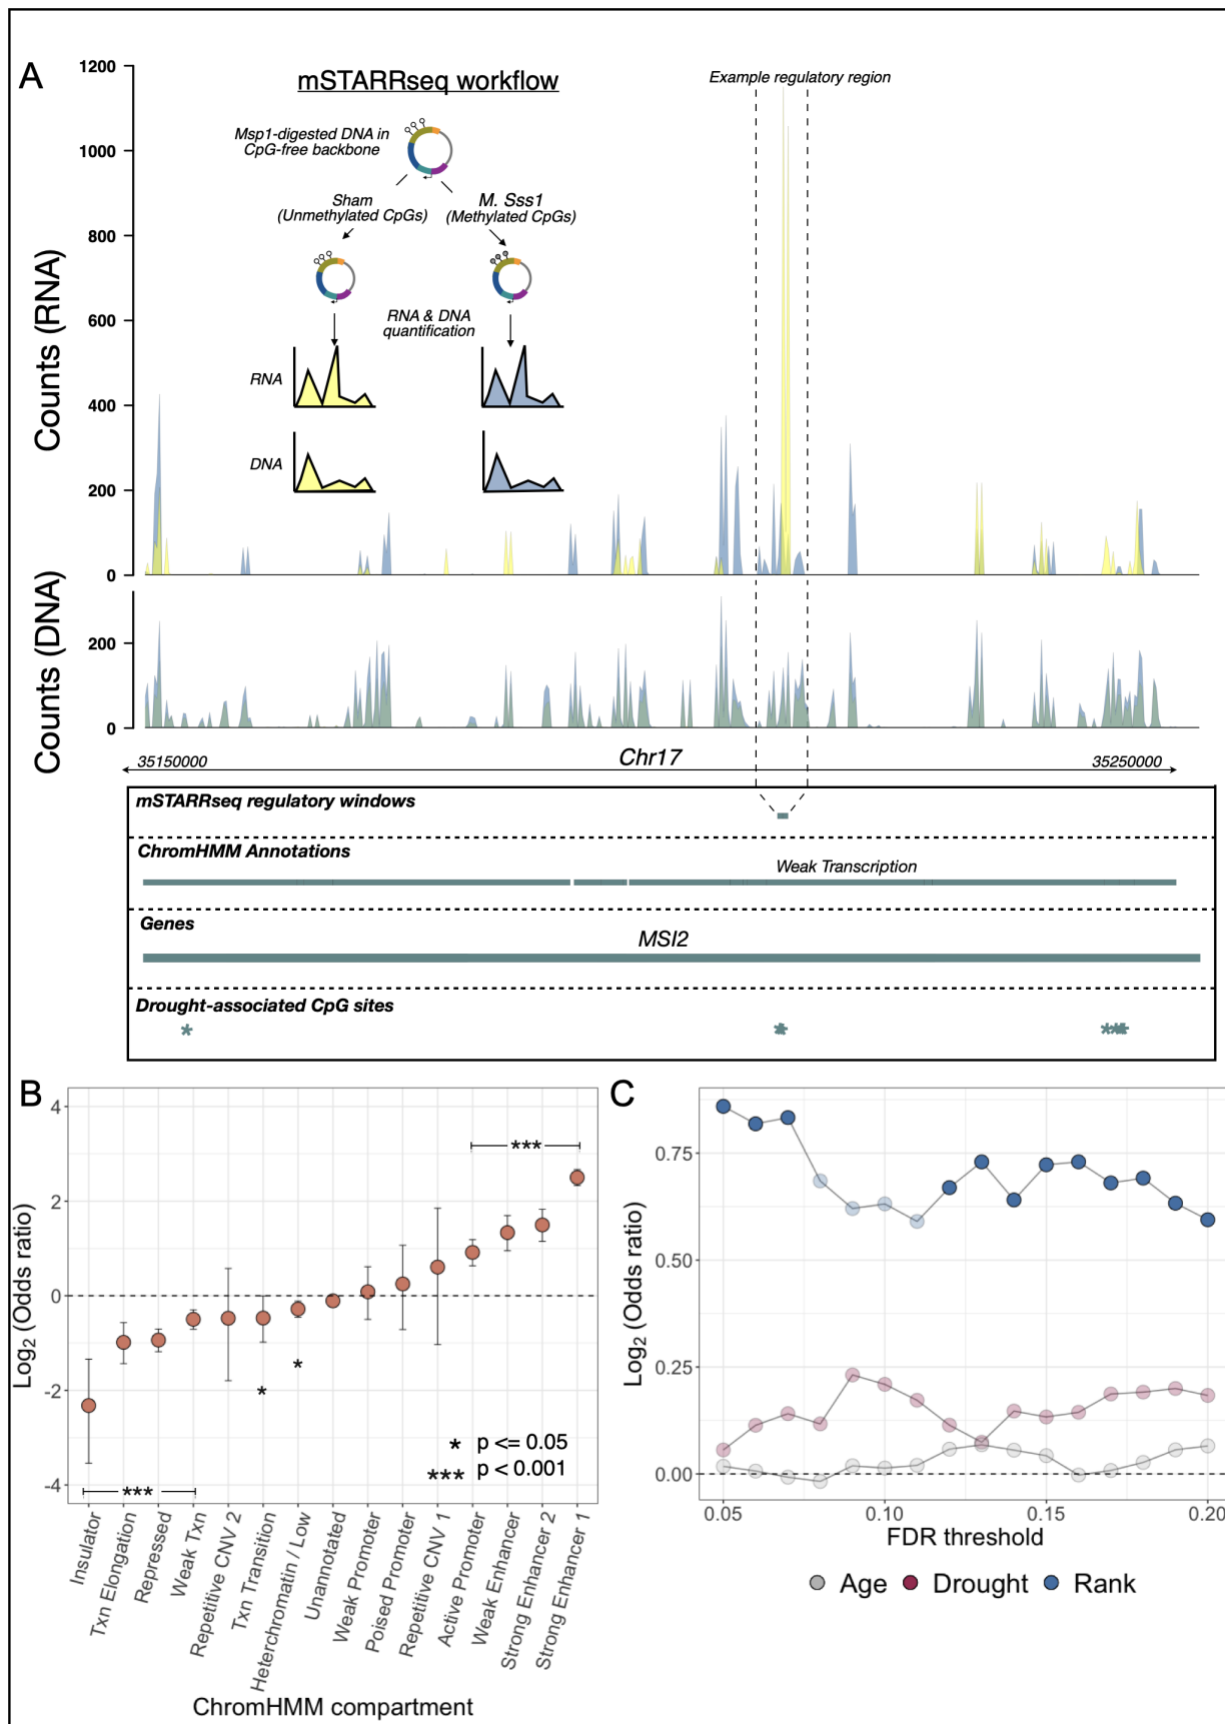 A
mSTARRseq workflow
Example regulatory region
Msp1-digested DNA in
CpG-free backbone
Sham
(Unmethylated CpGs)
M. Sss1
(Methylated CpGs)
RNA & DNA
quantification
RNA
DNA
Counts (RNA)
1200
1000
800
600
400
200
0
Counts (DNA)
200
0
35150000
Chr17
35250000
mSTARRseq regulatory windows
ChromHMM Annotations
Weak Transcription
Genes
MSI2
Drought-associated CpG sites
* ** ****
B
Log2 (Odds ratio)
4
2
0
-2
-4
***
*
*
***
* p <= 0.05
*** p < 0.001
Insulator
Txn Elongation
Repressed
Weak Txn
Repetitive CNV 2
Txn Transition
Heterchromatin / Low
Unannotated
Weak Promoter
Poised Promoter
Repetitive CNV 1
Active Promoter
Weak Enhancer
Strong Enhancer 2
Strong Enhancer 1
ChromHMM compartment
C
Log2 (Odds ratio)
0.75
0.50
0.25
0.00
0.05
0.10
0.15
0.20
FDR threshold
Age
Drought
Rank